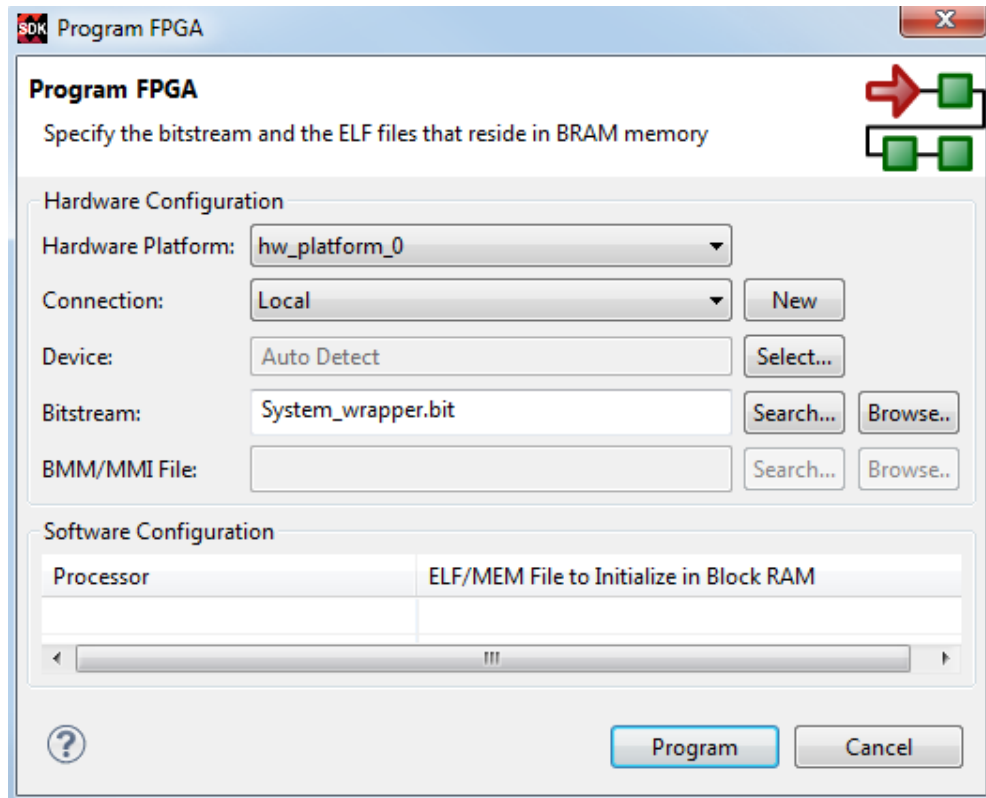 SDK Program FPGA
Program FPGA
Specify the bitstream and the ELF files that reside in BRAM memory
Hardware Configuration
Hardware Platform: hw_platform_0
Connection: Local New
Device: Auto Detect Select...
Bitstream: System_wrapper.bit Search... Browse..
BMM/MMI File: Search... Browse..
Software Configuration
Processor ELF/MEM File to Initialize in Block RAM
? Program Cancel